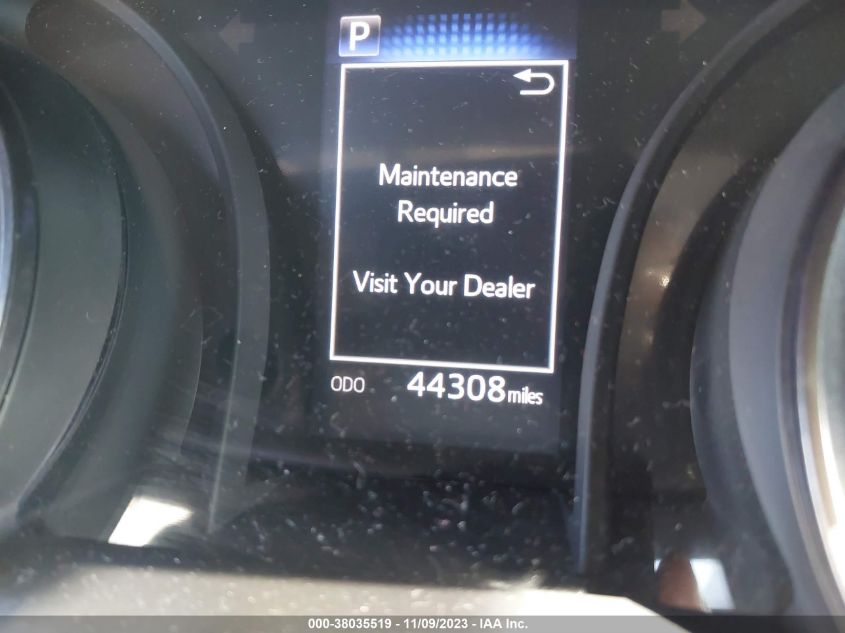 P
Maintenance
Required
Visit Your Dealer
ODO 44308 miles
000-38035519 - 11/09/2023 - IAA Inc.